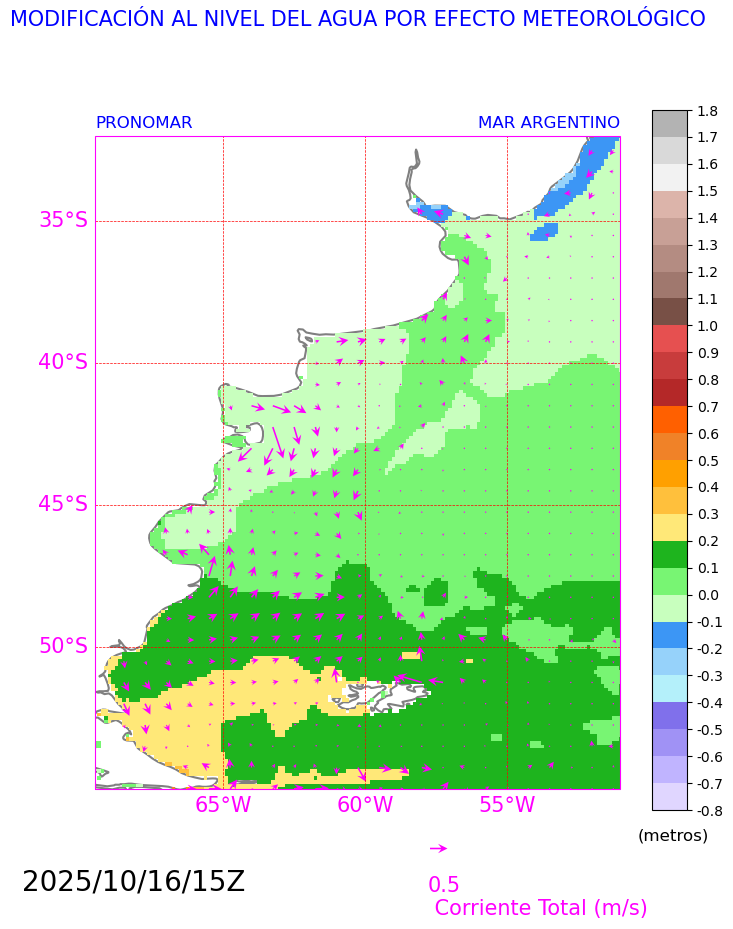 MODIFICACIÓN AL NIVEL DEL AGUA POR EFECTO METEOROLÓGICO
PRONOMAR
MAR ARGENTINO
35°S
40°S
45°S
50°S
65°W
60°W
55°W
1.8
1.7
1.6
1.5
1.4
1.3
1.2
1.1
1.0
0.9
0.8
0.7
0.6
0.5
0.4
0.3
0.2
0.1
0.0
-0.1
-0.2
-0.3
-0.4
-0.5
-0.6
-0.7
-0.8
(metros)
2025/10/16/15Z
0.5
Corriente Total (m/s)